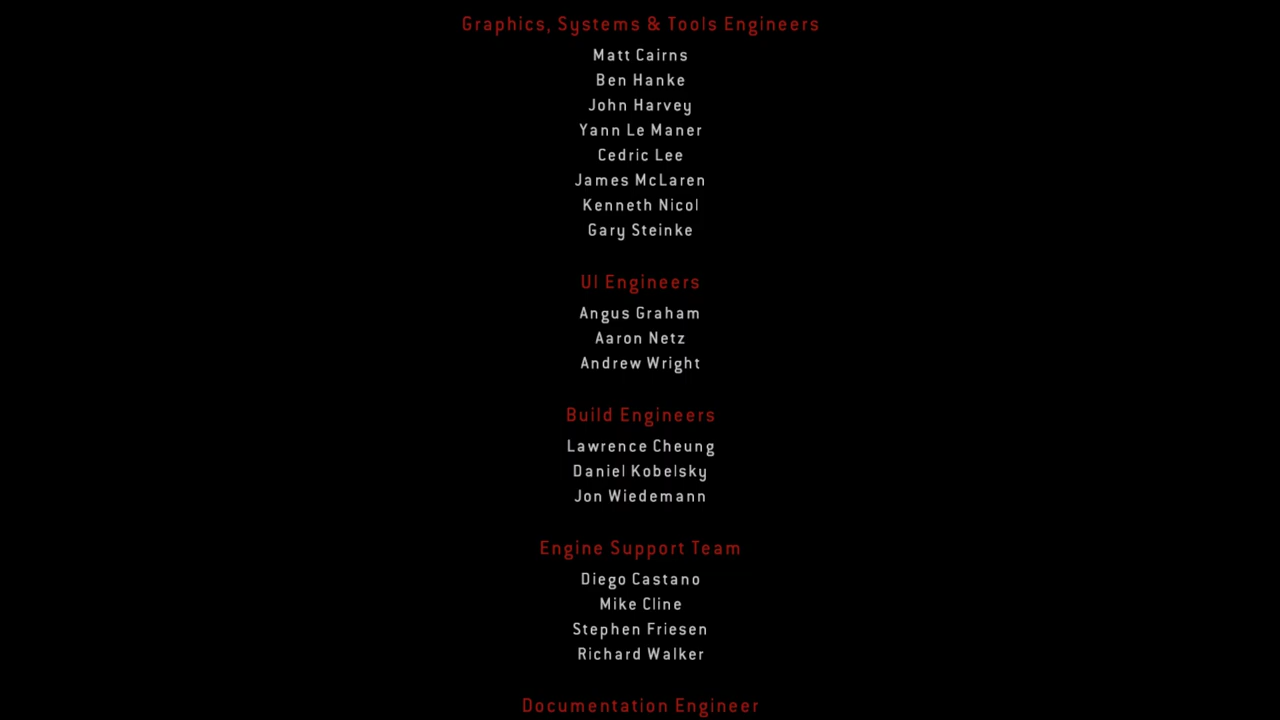 Graphics, Systems & Tools Engineers
Matt Cairns
Ben Hanke
John Harvey
Yann Le Maner
Cedric Lee
James McLaren
Kenneth Nicol
Gary Steinke
UI Engineers
Angus Graham
Aaron Netz
Andrew Wright
Build Engineers
Lawrence Cheung
Daniel Kobelsky
Jon Wiedemann
Engine Support Team
Diego Castano
Mike Cline
Stephen Friesen
Richard Walker
Documentation Engineer